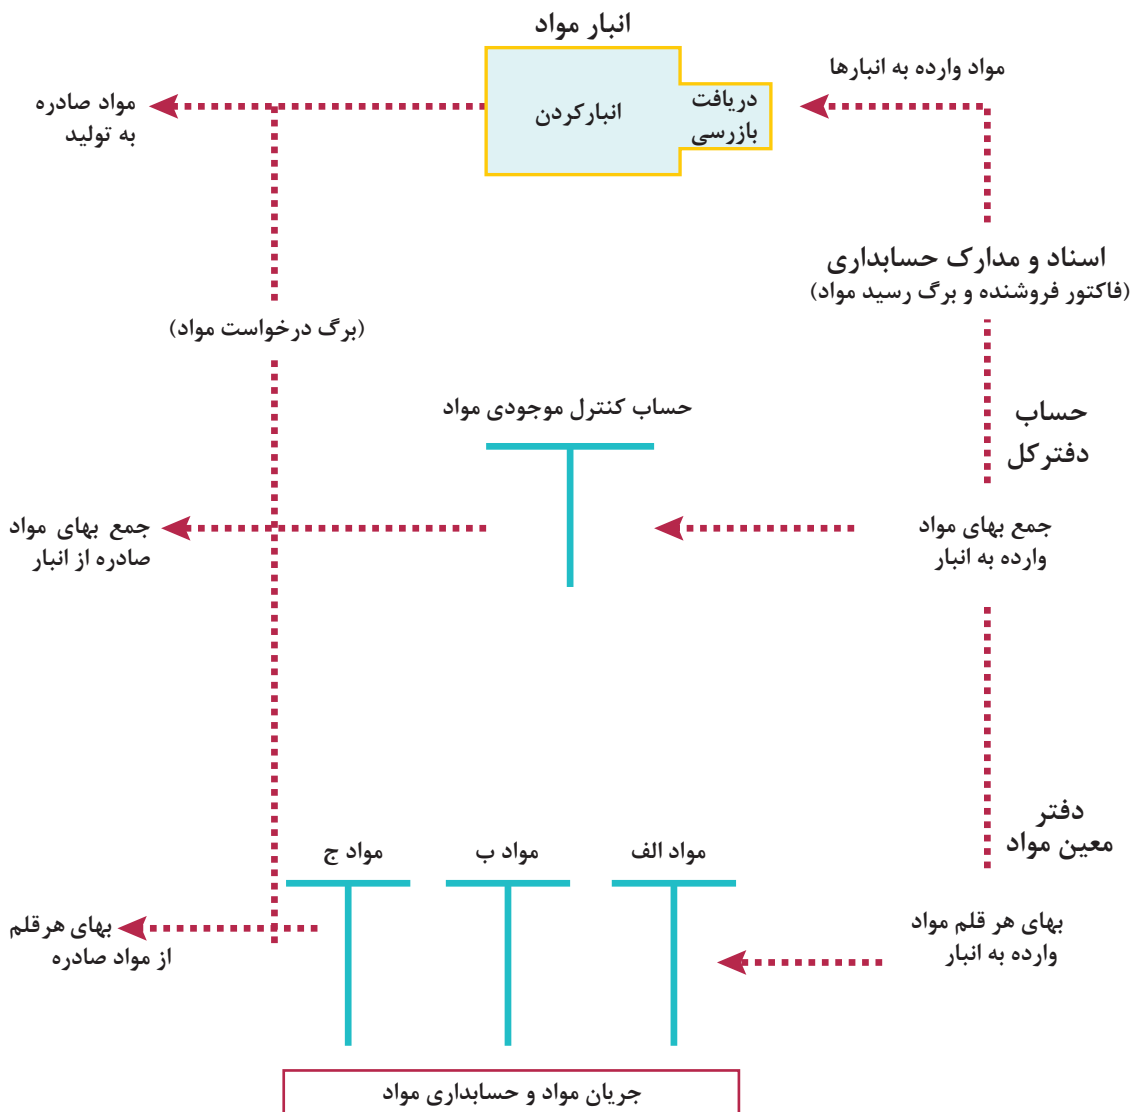 انبار مواد
مواد وارده به انبارها
دریافت
بازرسی
انبارکردن
مواد صادره
به تولید
اسناد و مدارک حسابداری
(فاکتور فروشنده و برگ رسید مواد)
(برگ درخواست مواد)
حساب
دفترکل
حساب کنترل موجودی مواد
جمع بهای مواد
وارده به انبار
جمع بهای مواد
صادره از انبار
دفتر
معین مواد
مواد الف
مواد ب
مواد ج
بهای هر قلم مواد
وارده به انبار
بهای هرقلم
از مواد صادره
جریان مواد و حسابداری مواد